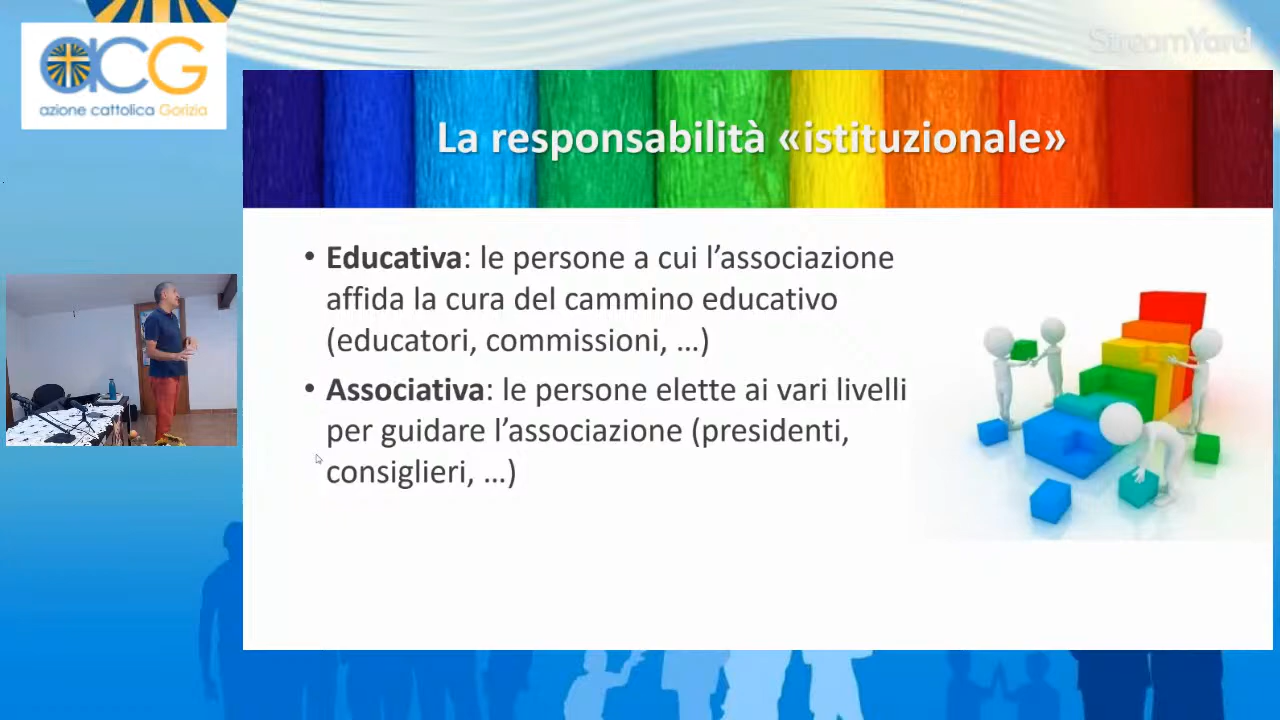 StreamYard
acG
azione cattolica Gorizia
La responsabilità «istituzionale»
• Educativa: le persone a cui l’associazione
affida la cura del cammino educativo
(educatori, commissioni, …)
• Associativa: le persone elette ai vari livelli
per guidare l’associazione (presidenti,
consiglieri, …)